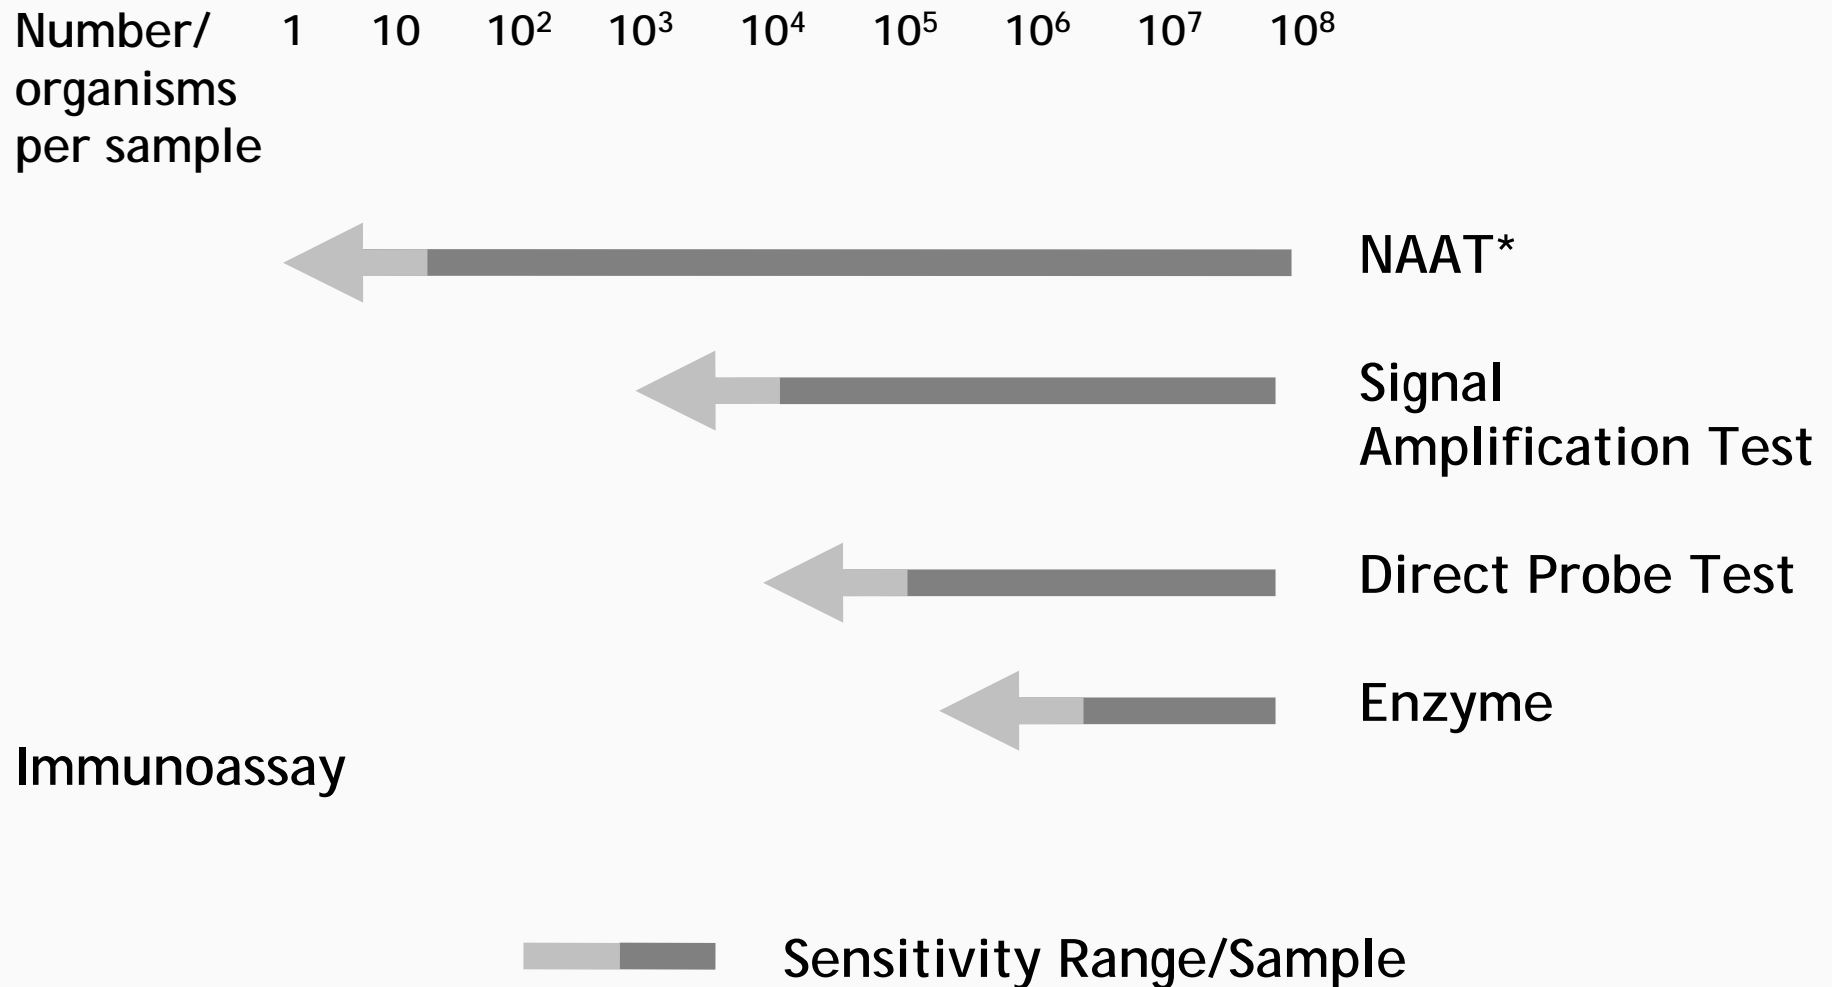 Number/ 1 10 10² 10³ 10⁴ 10⁵ 10⁶ 10⁷ 10⁸
organisms
per sample
NAAT*
Signal
Amplification Test
Direct Probe Test
Enzyme
Immunoassay
Sensitivity Range/Sample